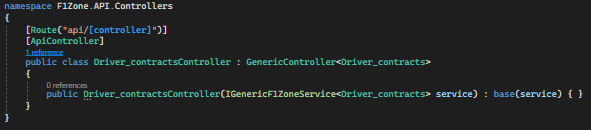 namespace F1Zone.API.Controllers
{
[Route("api/[controller]")]
[ApiController]
1 reference
public class Driver_contractsController : GenericController<Driver_contracts>
{
0 references
public Driver_contractsController(IGenericF1ZoneService<Driver_contracts> service) : base(service) { }
}
}